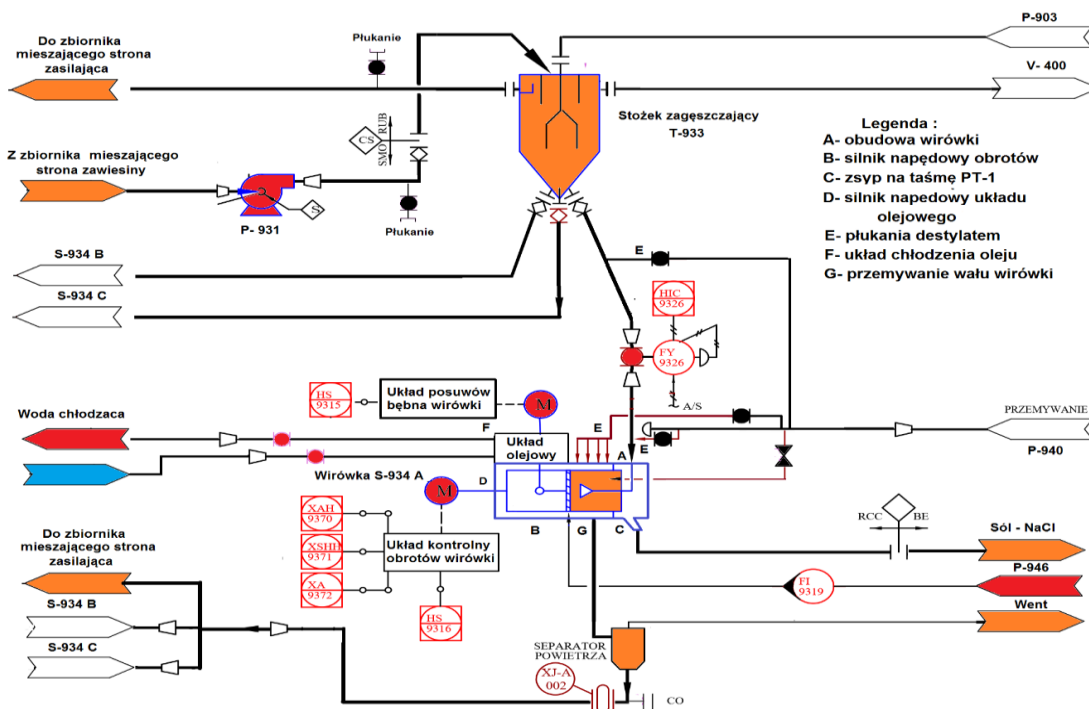 P-903
Do zbiornika
mieszającego strona
zasilająca
Płukanie
V- 400
Stożek zagęszczający
T-933
SMO RUB
CS
Legenda :
A- obudowa wirówki
B- silnik napędowy obrotów
C- zsyp na taśmę PT-1
D- silnik napedowy układu
olejowego
E- płukania destylatem
F- układ chłodzenia oleju
G- przemywanie wału wirówki
Z zbiornika mieszającego
strona zawiesiny
S
P- 931
Płukanie
S-934 B
S-934 C
E
HIC
9326
FY
9326
A/S
HS
9315
Układ posuwów
bębna wirówki
M
Woda chłodzaca
F
Układ
olejowy
E
E
A
PRZEMYWANIE
P-940
Wirówka S-934 A
M
D
B
G
C
XAH
9370
XSHH
9371
XA
9372
Układ kontrolny
obrotów wirówki
HS
9316
RCC
BE
Sól - NaCl
P-946
FI
9319
Went
Do zbiornika
mieszającego strona
zasilająca
S-934 B
S-934 C
SEPARATOR
POWIETRZA
XJ-A
002
CO